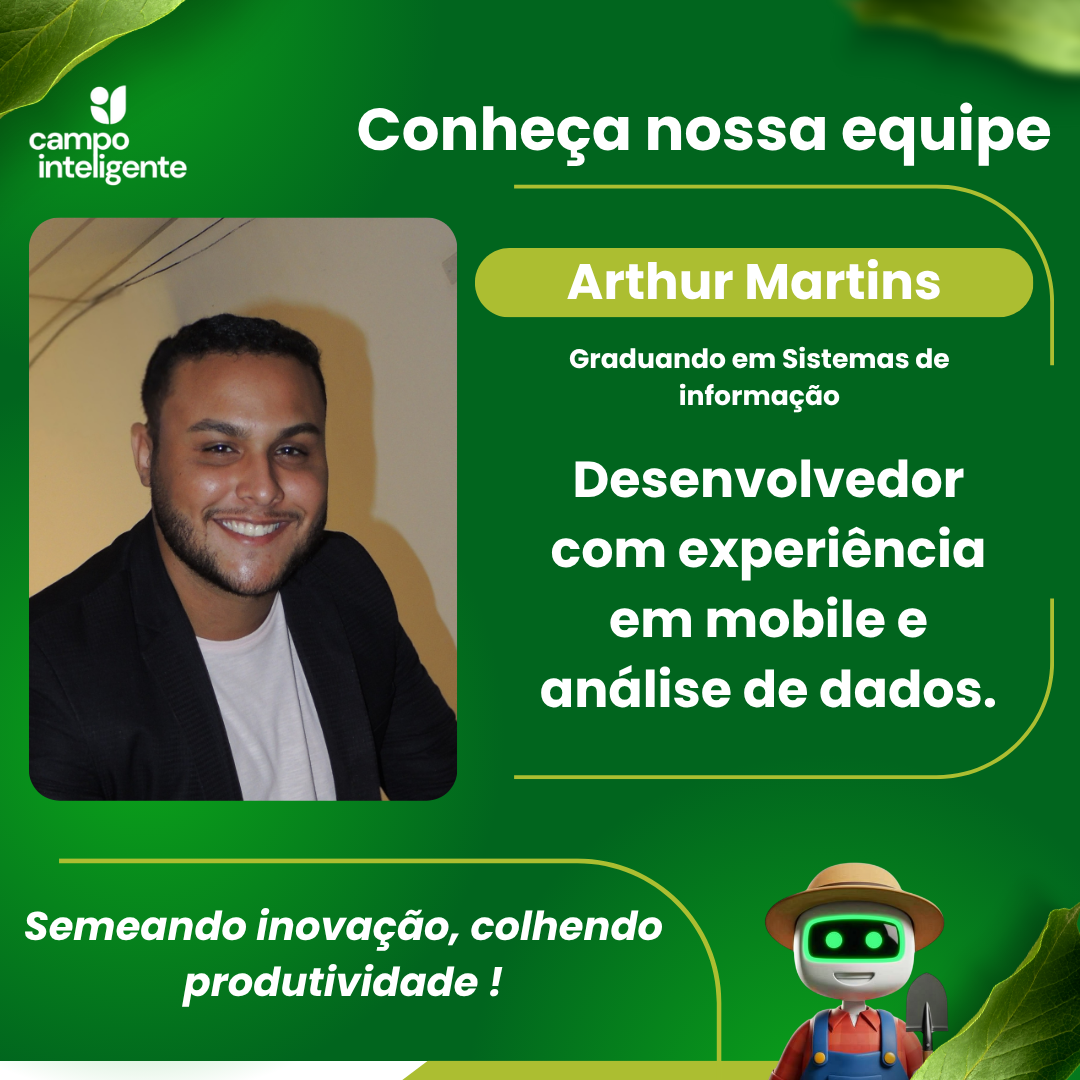 campo
inteligente
Conheça nossa equipe
Arthur Martins
Graduando em Sistemas de
informação
Desenvolvedor
com experiência
em mobile e
análise de dados.
Semeando inovação, colhendo
produtividade !